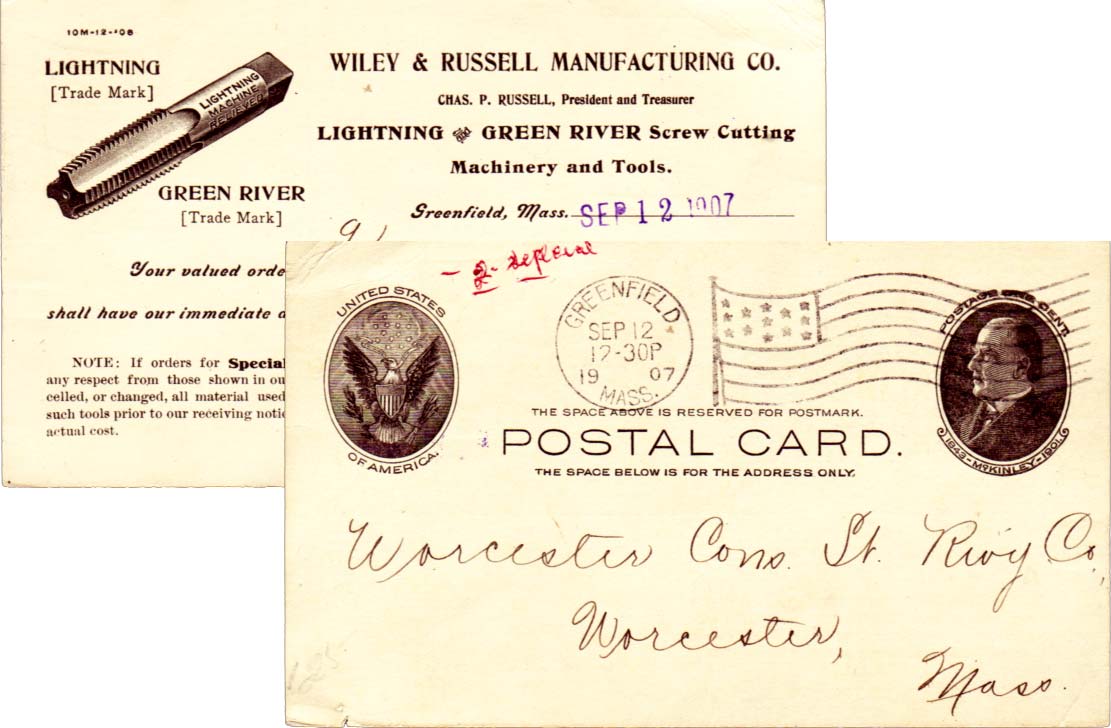 10M-12-'06
LIGHTNING
[Trade Mark]
LIGHTNING
MACHINE
RELIEVED
GREEN RIVER
[Trade Mark]
WILEY & RUSSELL MANUFACTURING CO.
CHAS. P. RUSSELL, President and Treasurer
LIGHTNING GREEN RIVER Screw Cutting
Machinery and Tools.
Greenfield, Mass. SEP 12 1907
Your valued orde
shall have our immediate a
NOTE: If orders for Special
any respect from those shown in ou
celled, or changed, all material used
such tools prior to our receiving notic
actual cost.
UNITED STATES
OF AMERICA.
GREENFIELD,
SEP 12
12-30P
19 07
MASS.
POSTAGE ONE CENT.
1843-McKINLEY-1901.
THE SPACE ABOVE IS RESERVED FOR POSTMARK.
POSTAL CARD.
THE SPACE BELOW IS FOR THE ADDRESS ONLY.
Worcester Cons. St. Rwy Co,
Worcester,
Mass.